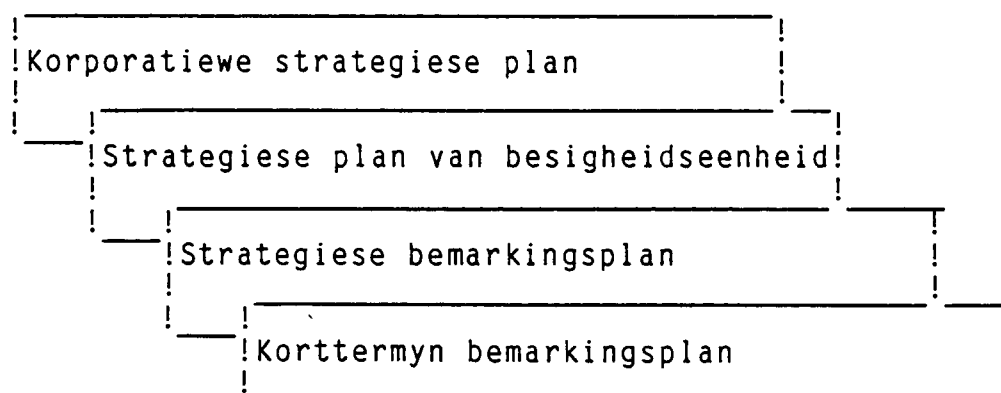 Korporatiewe strategiese plan
Strategiese plan van besigheidseenheid
Strategiese bemarkingsplan
Korttermyn bemarkingsplan